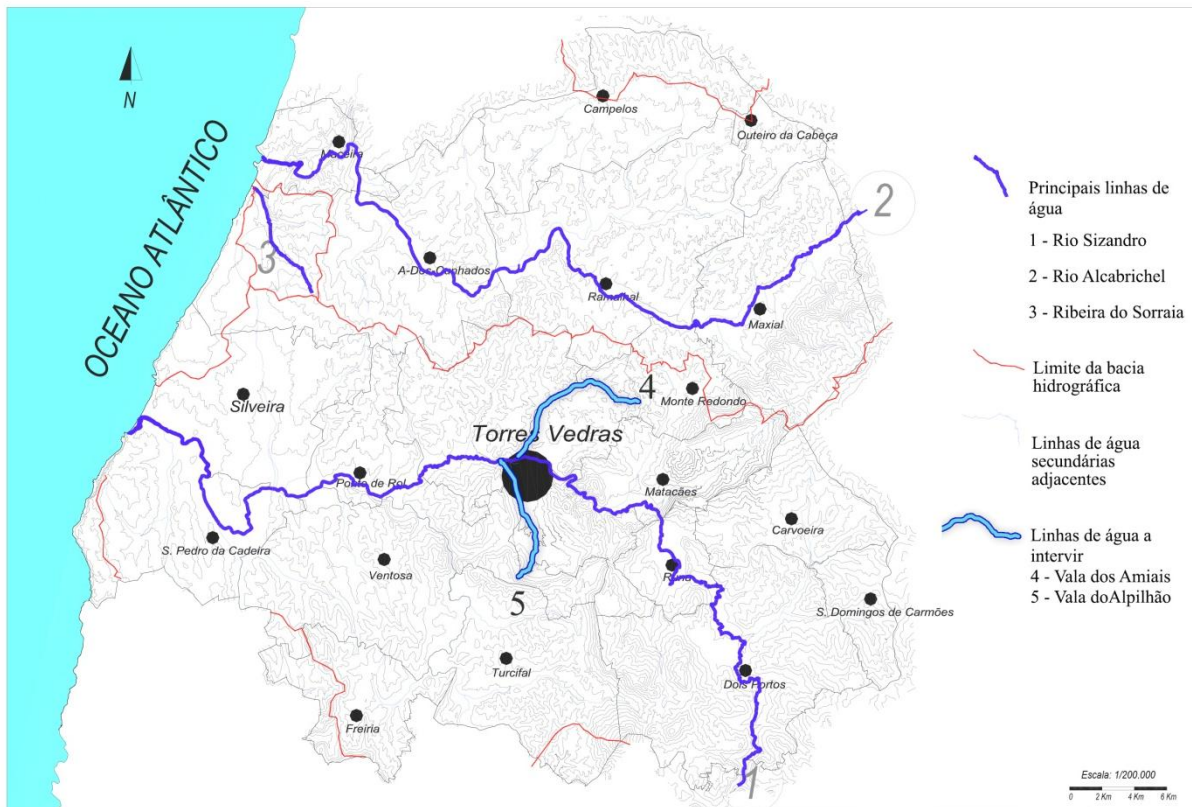 N
OCEANO ATLÂNTICO
Campelos
Outeiro da Cabeça
Maceira
2
3
A-Dos-Cunhados
Ramalhal
Maxial
4
Monte Redondo
Silveira
Torres Vedras
Ponte de Rol
Matacães
Carvoeira
S. Pedro da Cadeira
Ventosa
Runa
5
S. Domingos de Carmões
Turcifal
Dois Portos
Freiria
1
Principais linhas de
água
1 - Rio Sizandro
2 - Rio Alcabrichel
3 - Ribeira do Sorraia
Limite da bacia
hidrográfica
Linhas de água
secundárias
adjacentes
Linhas de água a
intervir
4 - Vala dos Amiais
5 - Vala doAlpilhão
Escala: 1/200.000
0 2 Km 4 Km 6 Km